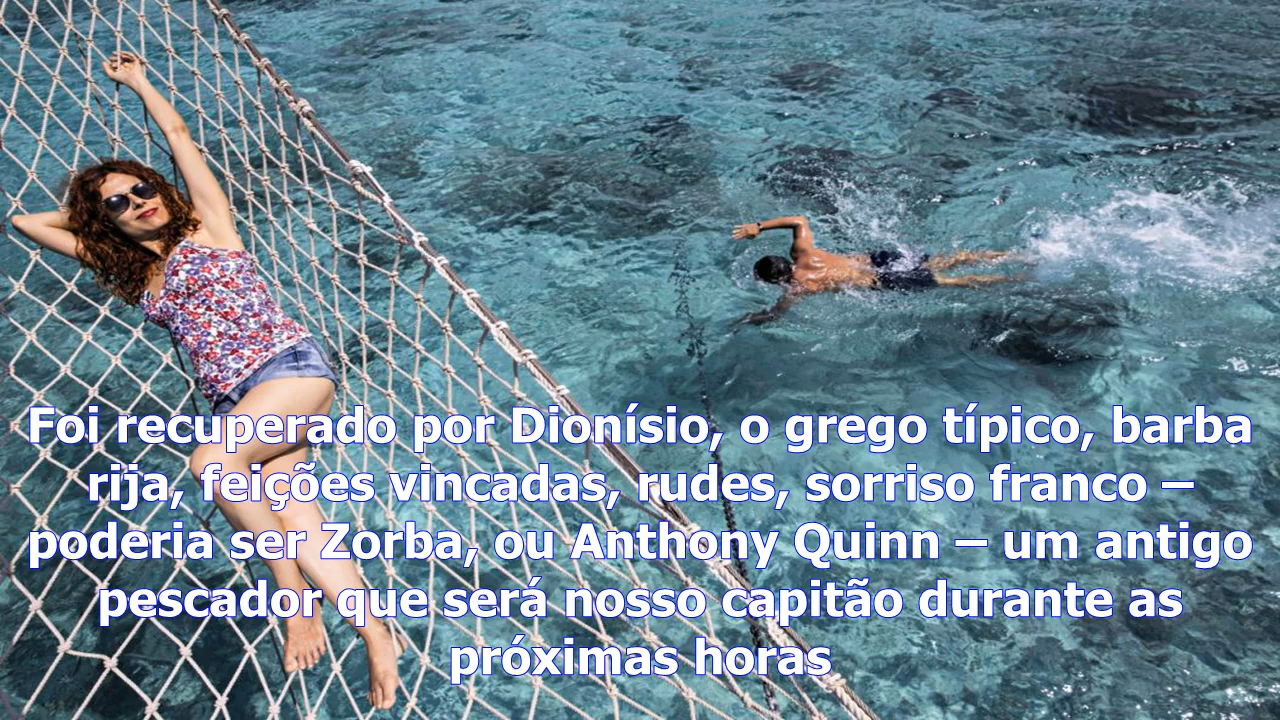 Foi recuperado por Dionísio, o grego típico, barba
rija, feições vincadas, rudes, sorriso franco –
poderia ser Zorba, ou Anthony Quinn – um antigo
pescador que será nosso capitão durante as
próximas horas